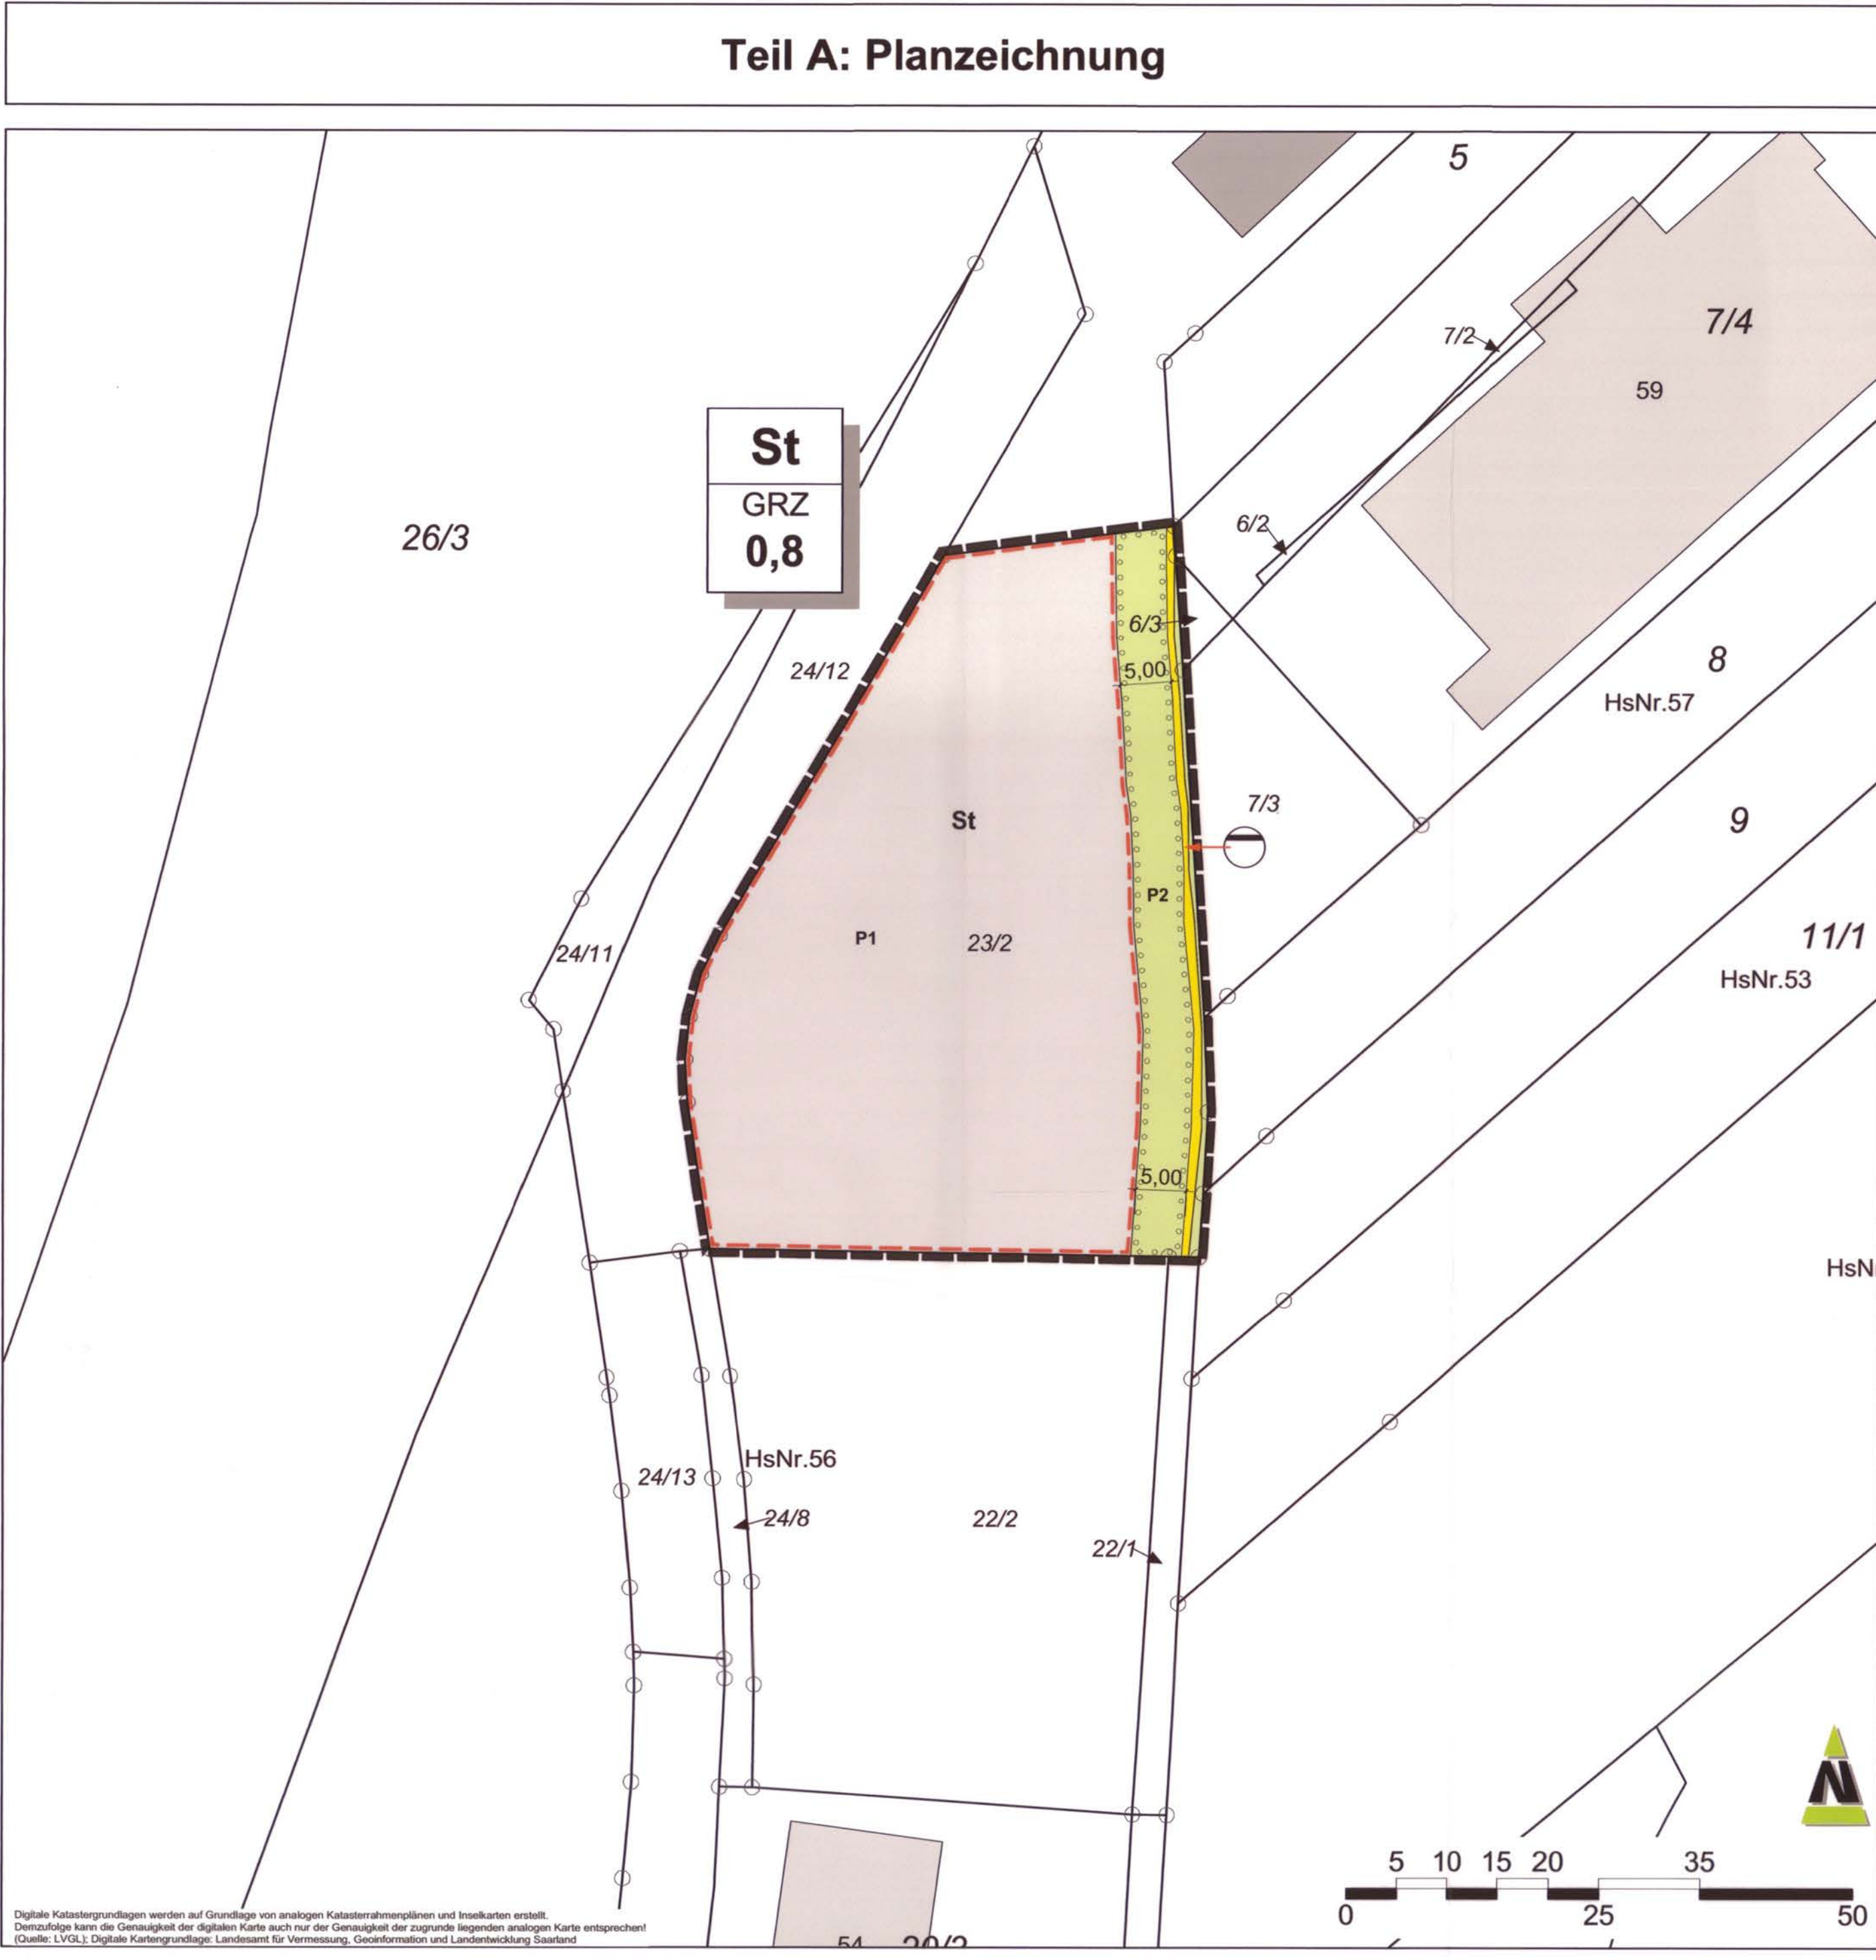 Teil A: Planzeichnung
5
7/2
7/4
59
St
GRZ
0,8
26/3
6/2
6/3
24/12
5,00
8
HsNr.57
St
7/3
9
P2
P1
23/2
24/11
11/1
HsNr.53
5,00
HsN
HsNr.56
24/13
24/8
22/2
22/1
N
5 10 15 20 35
0 25 50
Digitale Katastergrundlagen werden auf Grundlage von analogen Katasterrahmenplänen und Inselkarten erstellt.
Demzufolge kann die Genauigkeit der digitalen Karte auch nur der Genauigkeit der zugrunde liegenden analogen Karte entsprechen!
(Quelle: LVGL); Digitale Kartengrundlage: Landesamt für Vermessung, Geoinformation und Landentwicklung Saarland
54